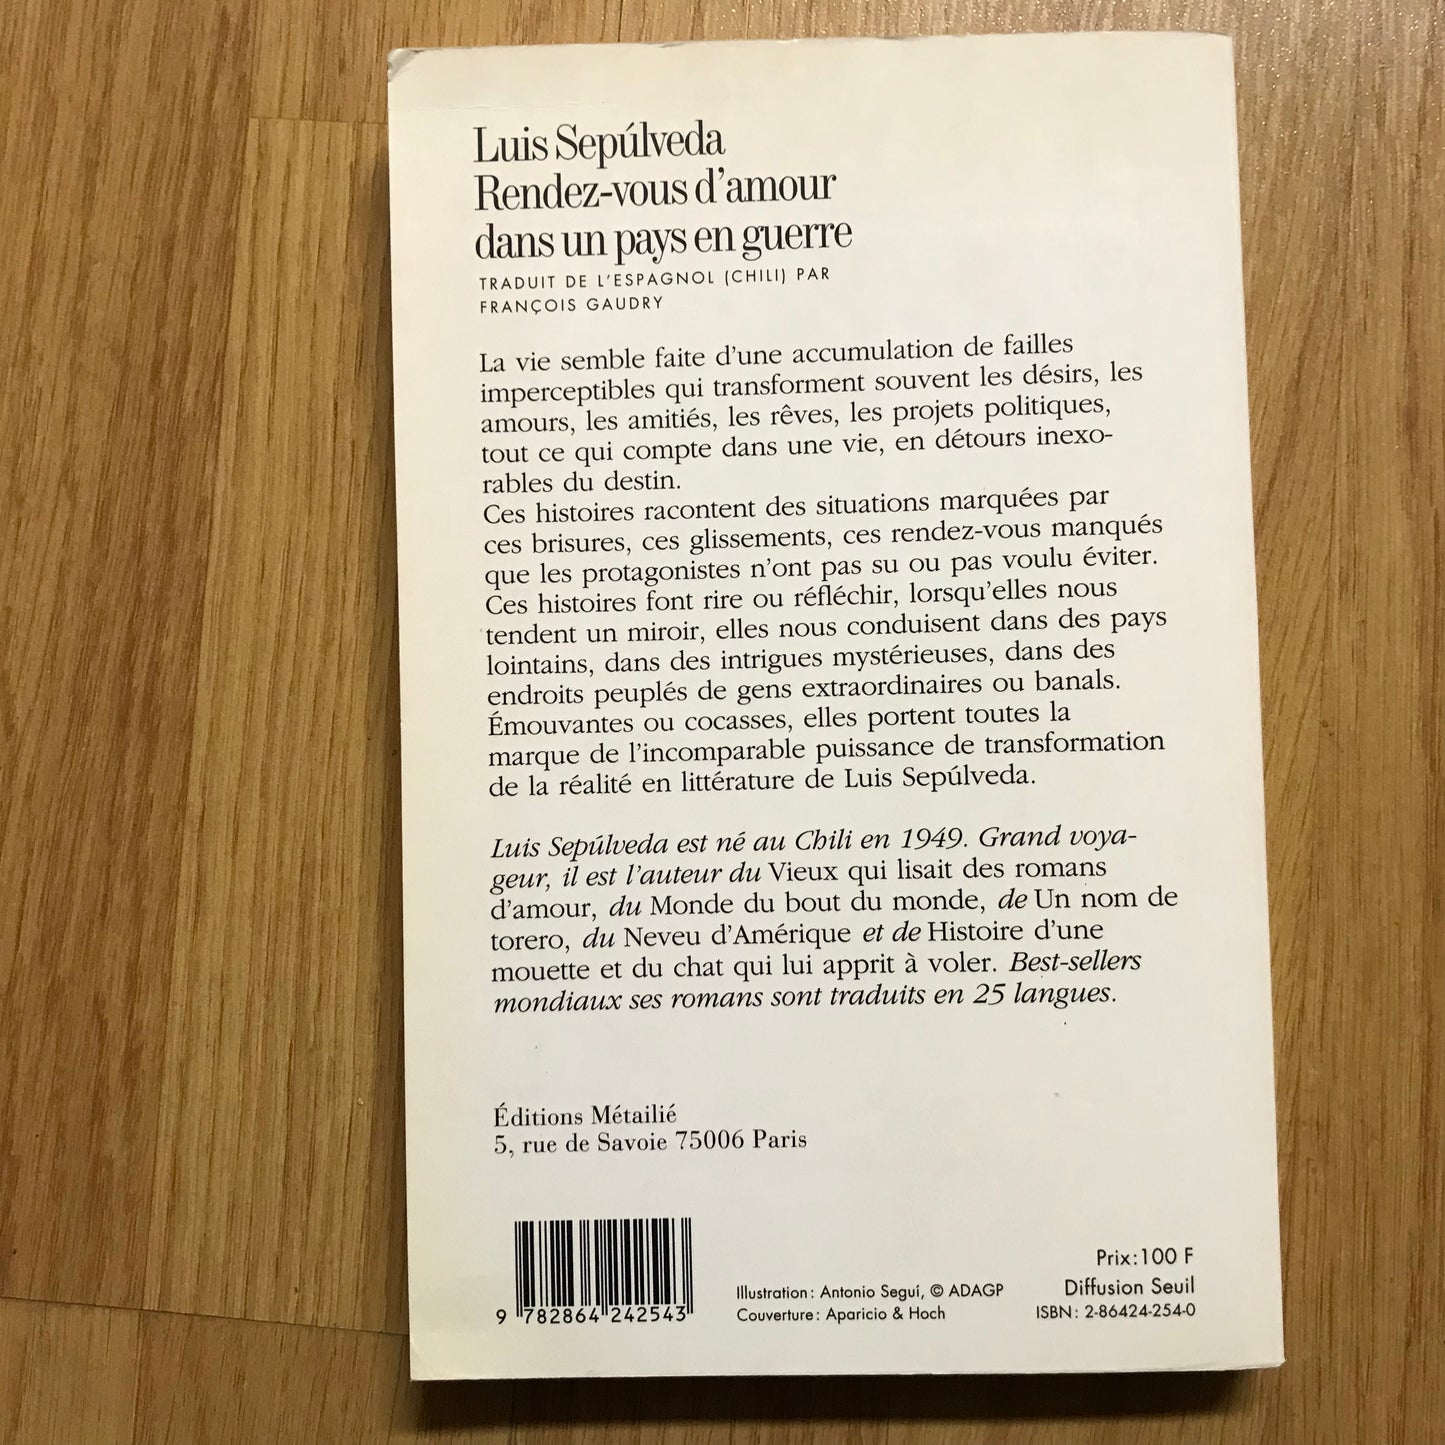 Luis Sepúlveda
Rendez-vous d'amour
dans un pays en guerre
TRADUIT DE L'ESPAGNOL (CHILI) PAR
FRANÇOIS GAUDRY
La vie semble faite d'une accumulation de failles
imperceptibles qui transforment souvent les désirs, les
amours, les amitiés, les rêves, les projets politiques,
tout ce qui compte dans une vie, en détours inexo-
rables du destin.
Ces histoires racontent des situations marquées par
ces brisures, ces glissements, ces rendez-vous manqués
que les protagonistes n'ont pas su ou pas voulu éviter.
Ces histoires font rire ou réfléchir, lorsqu'elles nous
tendent un miroir, elles nous conduisent dans des pays
lointains, dans des intrigues mystérieuses, dans des
endroits peuplés de gens extraordinaires ou banals.
Émouvantes ou cocasses, elles portent toutes la
marque de l'incomparable puissance de transformation
de la réalité en littérature de Luis Sepúlveda.
Luis Sepúlveda est né au Chili en 1949. Grand voya-
geur, il est l'auteur du Vieux qui lisait des romans
d'amour, du Monde du bout du monde, de Un nom de
torero, du Neveu d'Amérique et de Histoire d'une
mouette et du chat qui lui apprit à voler. Best-sellers
mondiaux ses romans sont traduits en 25 langues.
Éditions Métailié
5, rue de Savoie 75006 Paris
9 782864 242543
Illustration : Antonio Seguí, © ADAGP
Couverture : Aparicio & Hoch
Prix : 100 F
Diffusion Seuil
ISBN : 2-86424-254-0